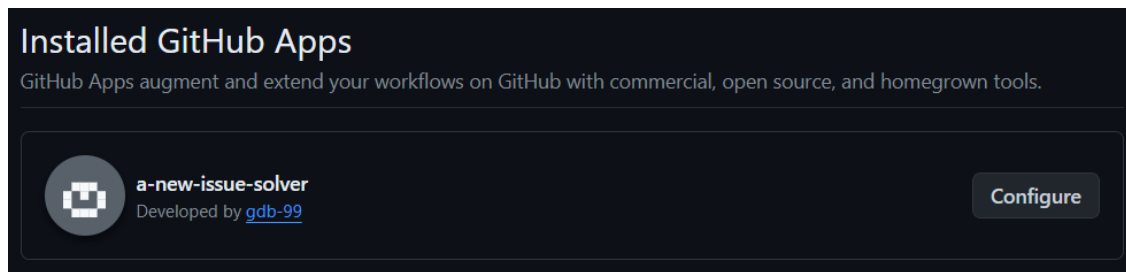 Installed GitHub Apps
GitHub Apps augment and extend your workflows on GitHub with commercial, open source, and homegrown tools.
a-new-issue-solver
Developed by gdb-99
Configure